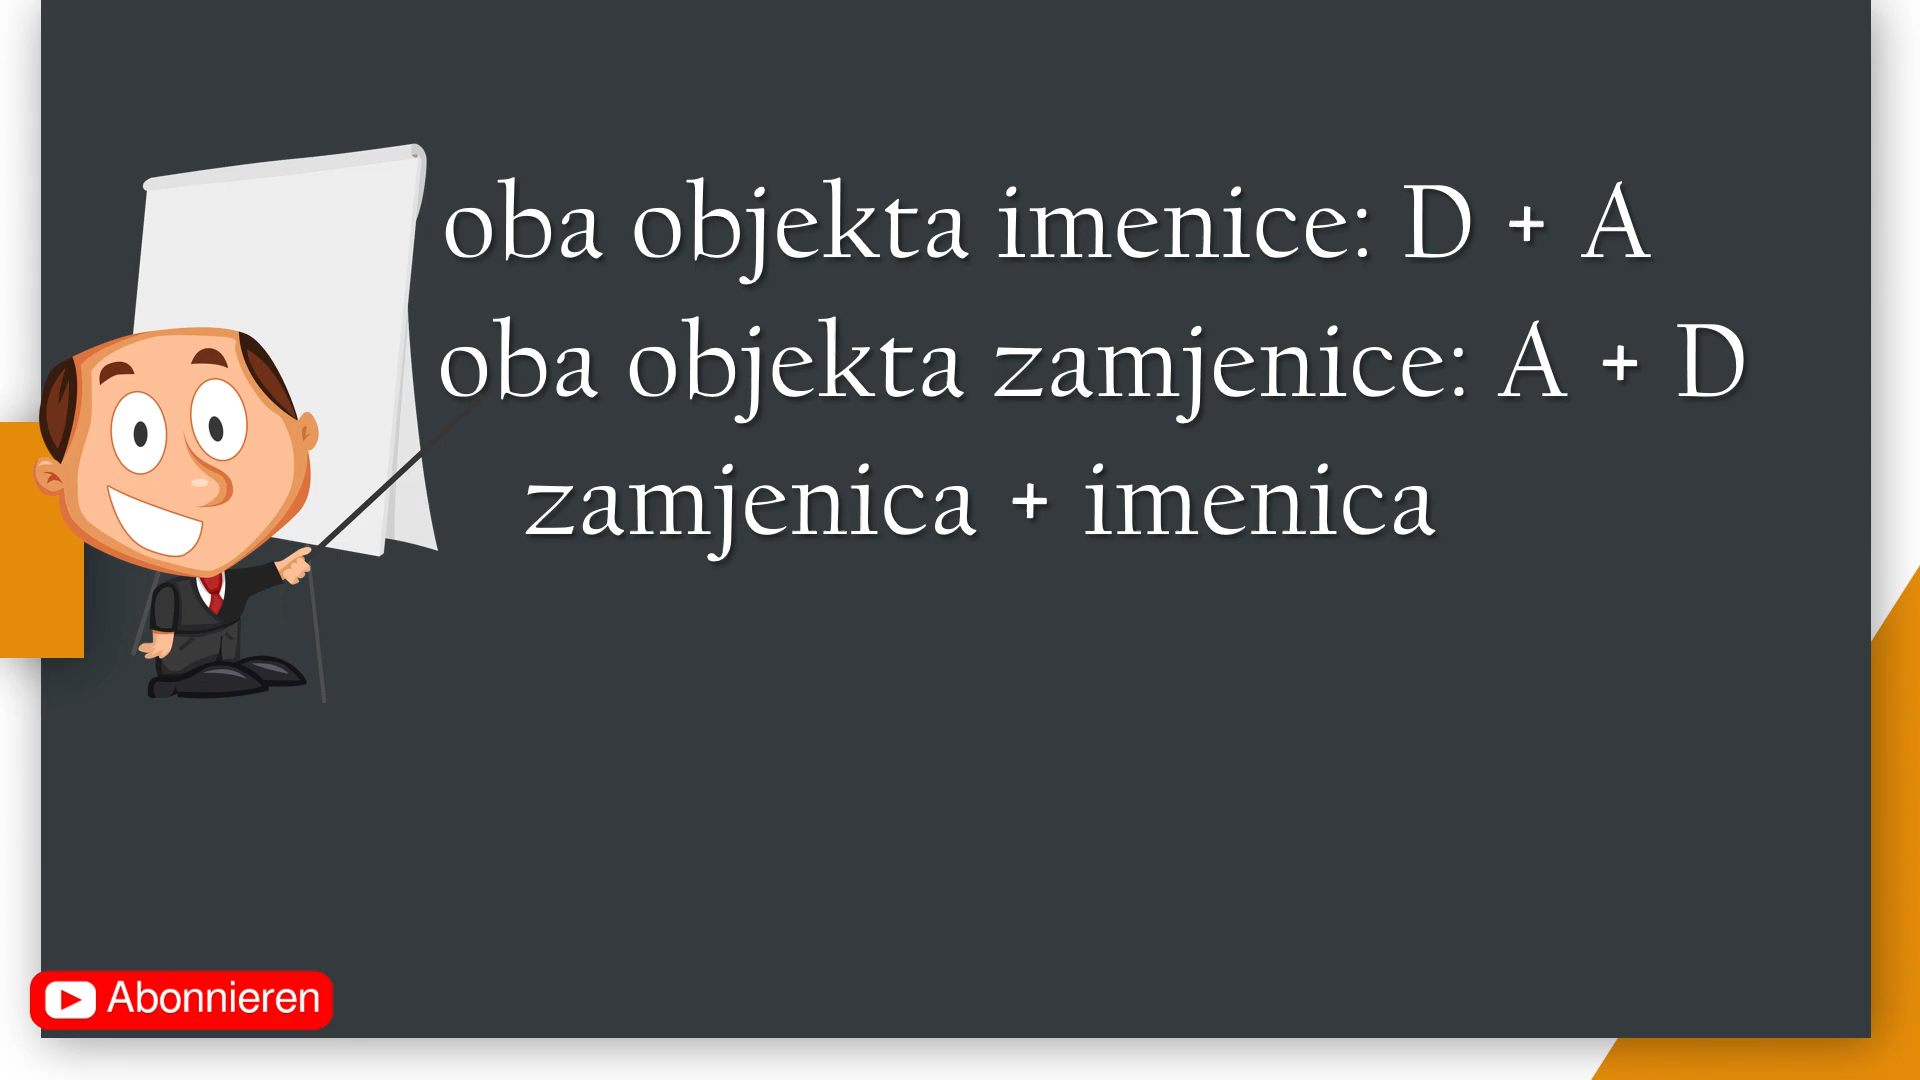 oba objekta imenice: D + A
oba objekta zamjenice: A + D
zamjenica + imenica
Abonnieren